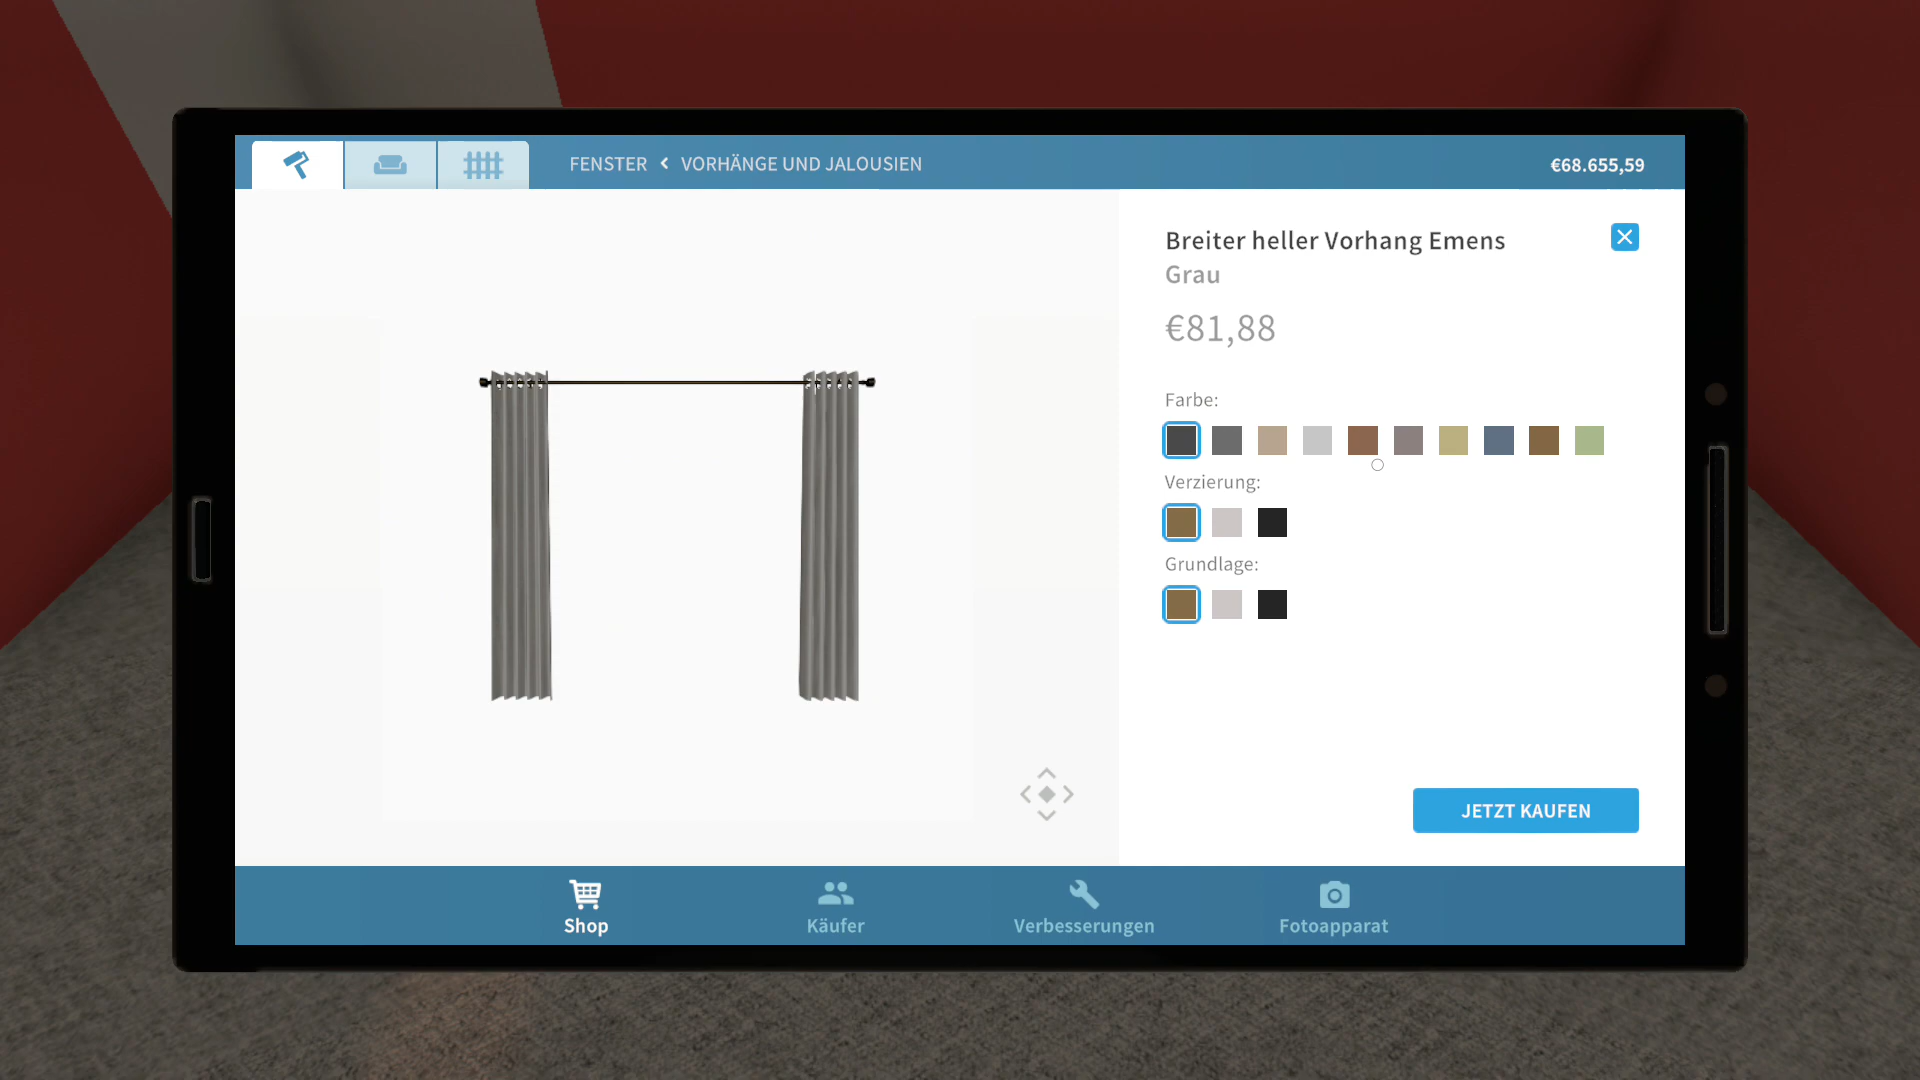 FENSTER < VORHÄNGE UND JALOUSIEN
€68.655,59
Breiter heller Vorhang Emens
Grau
€81,88
Farbe:
Verzierung:
Grundlage:
JETZT KAUFEN
Shop
Käufer
Verbesserungen
Fotoapparat